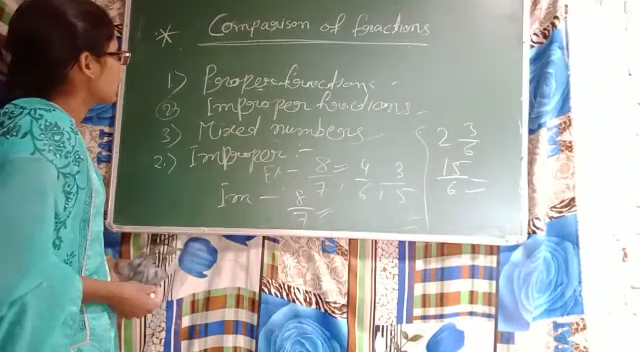 * Comparison of fractions
1) Proper fractions -
② Improper fractions -
3) Mixed numbers -
2.) Improper :-
Ex - 8/7 = , 4/6 , 3/5
Im - 8/7 =
2 3/6
15/6 =